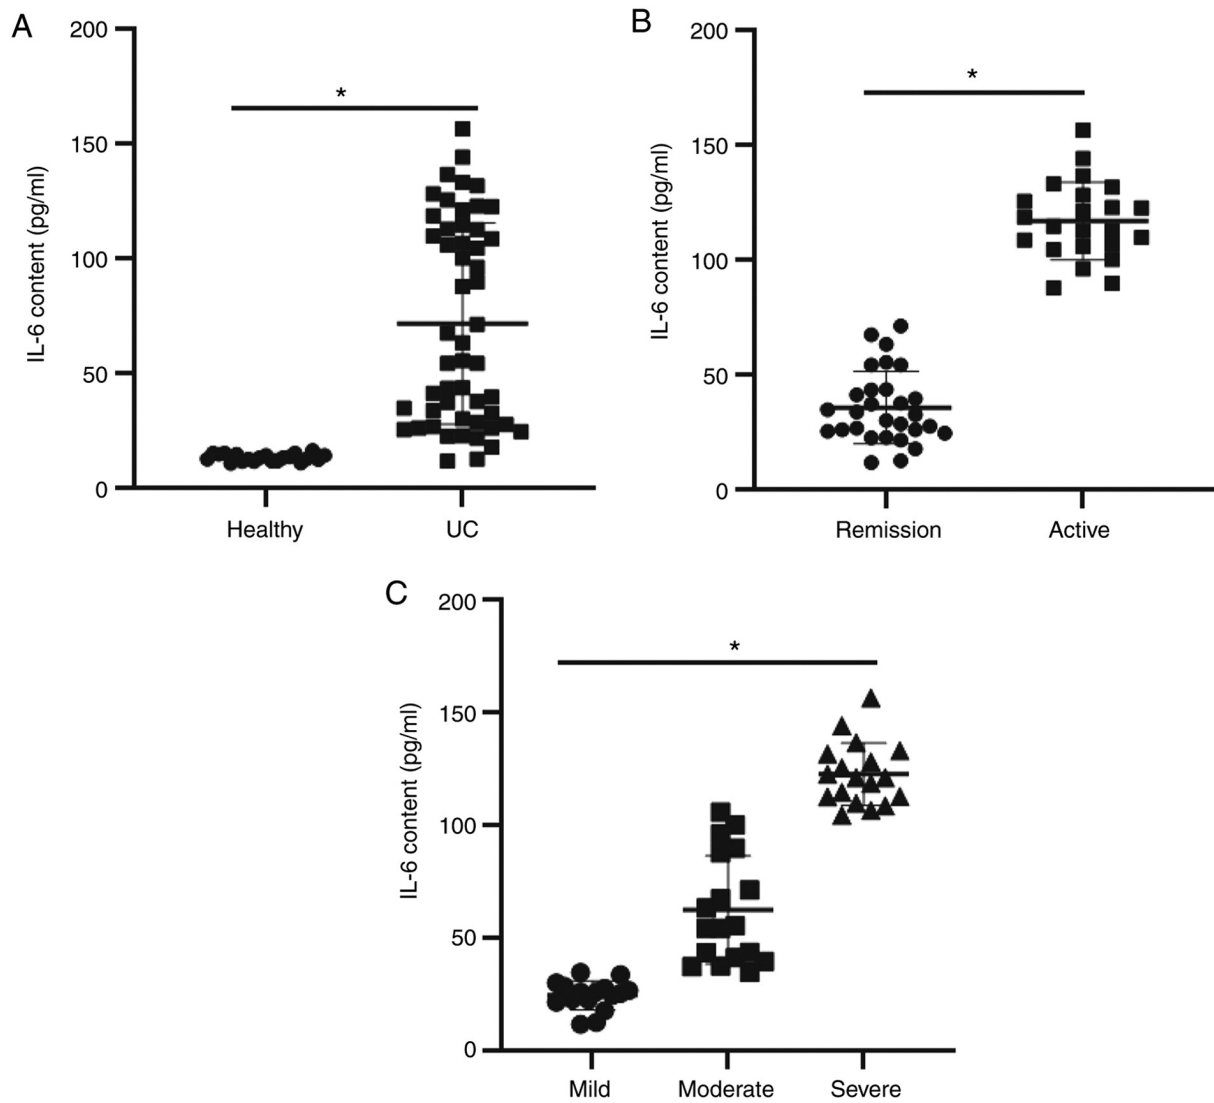 A
200
150
100
50
0
IL-6 content (pg/ml)
*
Healthy
UC
B
200
150
100
50
0
IL-6 content (pg/ml)
*
Remission
Active
C
200
150
100
50
0
IL-6 content (pg/ml)
*
Mild
Moderate
Severe